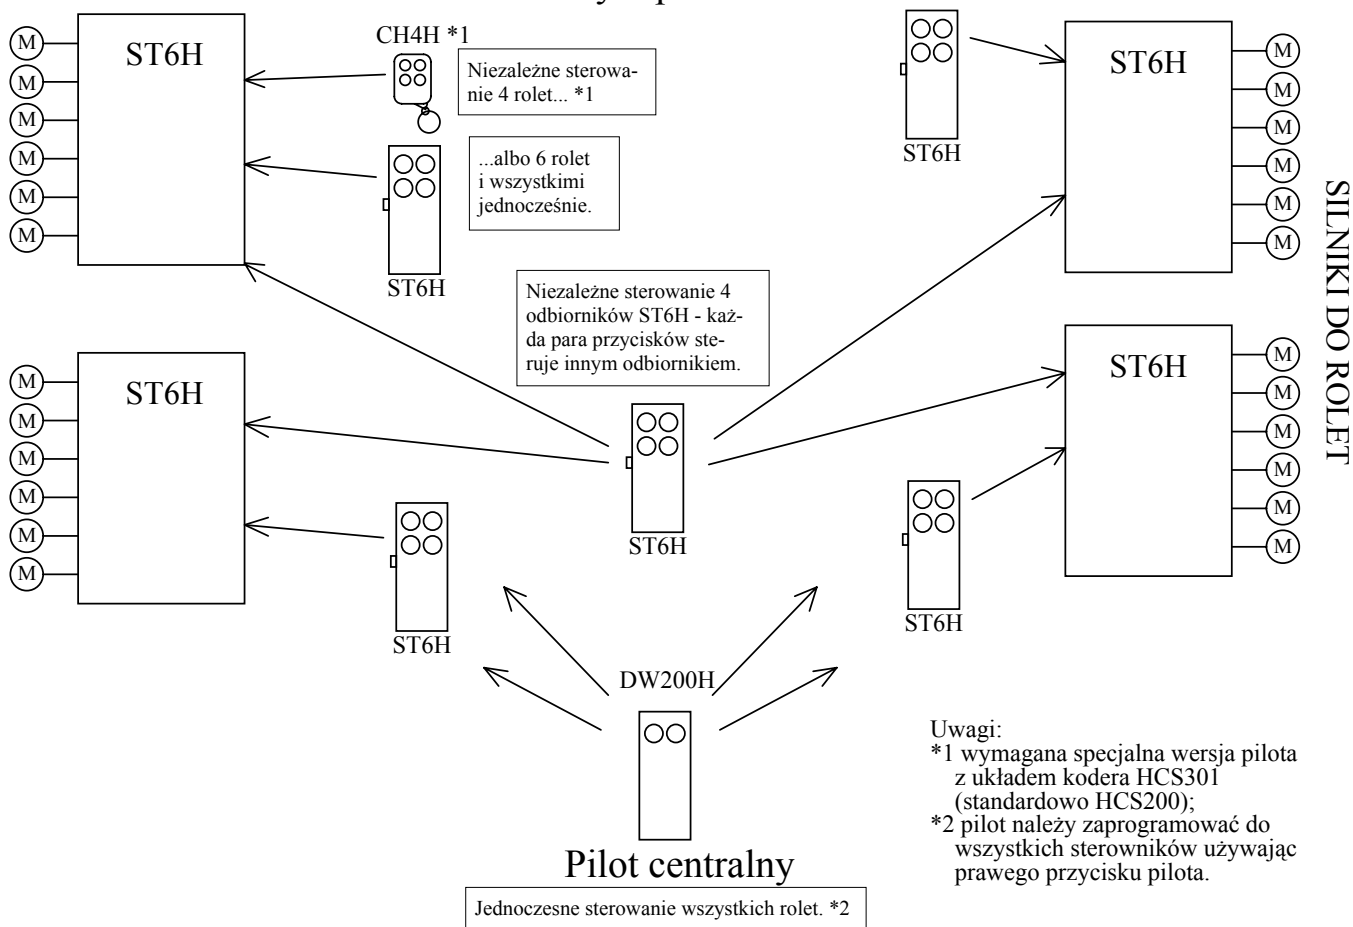 ST6H
CH4H *1
Niezależne sterowa-
nie 4 rolet... *1
...albo 6 rolet
i wszystkimi
jednocześnie.
ST6H
ST6H
ST6H
M
M
M
M
M
M
M
M
M
M
M
M
SILNIKI DO ROLET
Niezależne sterowanie 4
odbiorników ST6H - każ-
da para przycisków ste-
ruje innym odbiornikiem.
ST6H
ST6H
ST6H
ST6H
ST6H
M
M
M
M
M
M
M
M
M
M
M
M
DW200H
Pilot centralny
Jednoczesne sterowanie wszystkich rolet. *2
Uwagi:
*1 wymagana specjalna wersja pilota
z układem kodera HCS301
(standardowo HCS200);
*2 pilot należy zaprogramować do
wszystkich sterowników używając
prawego przycisku pilota.